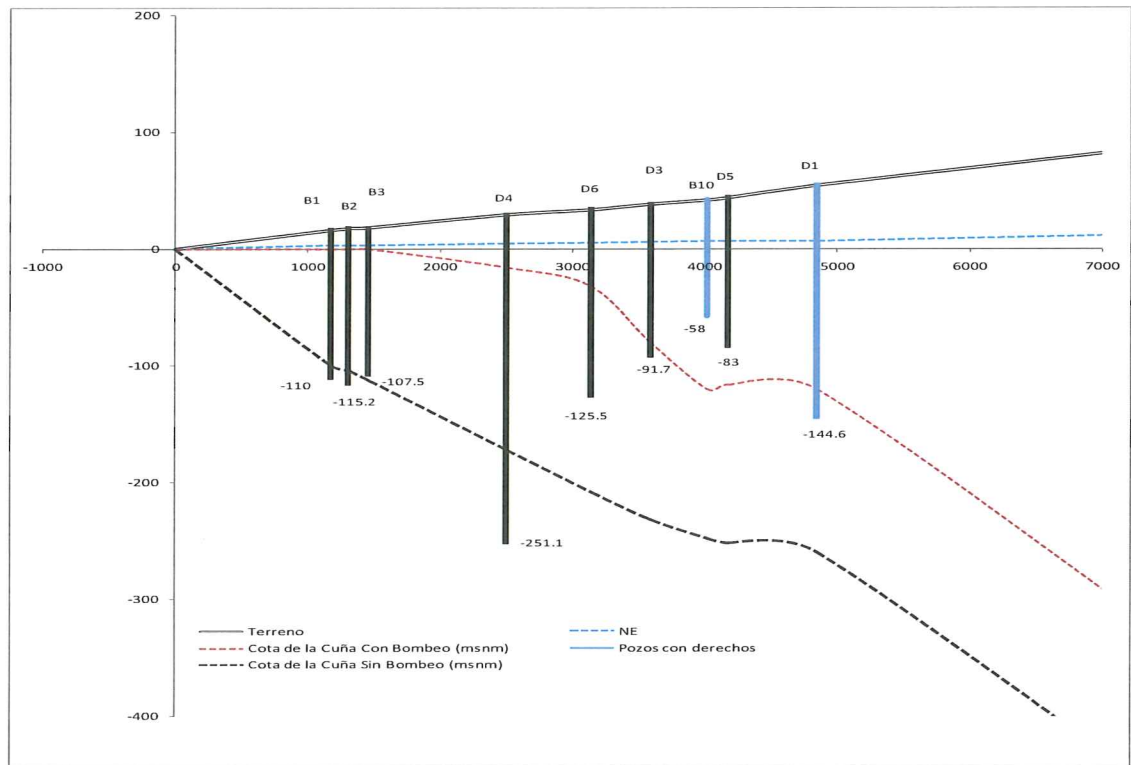 200
100
0
-100
-200
-300
-400
-1000
0
1000
2000
3000
4000
5000
6000
7000
B1
B2
B3
D4
D6
D3
B10
D5
D1
-110
-115.2
-107.5
-251.1
-125.5
-91.7
-58
-83
-144.6
Terreno
NE
Cota de la Cuña Con Bombeo (msnm)
Pozos con derechos
Cota de la Cuña Sin Bombeo (msnm)